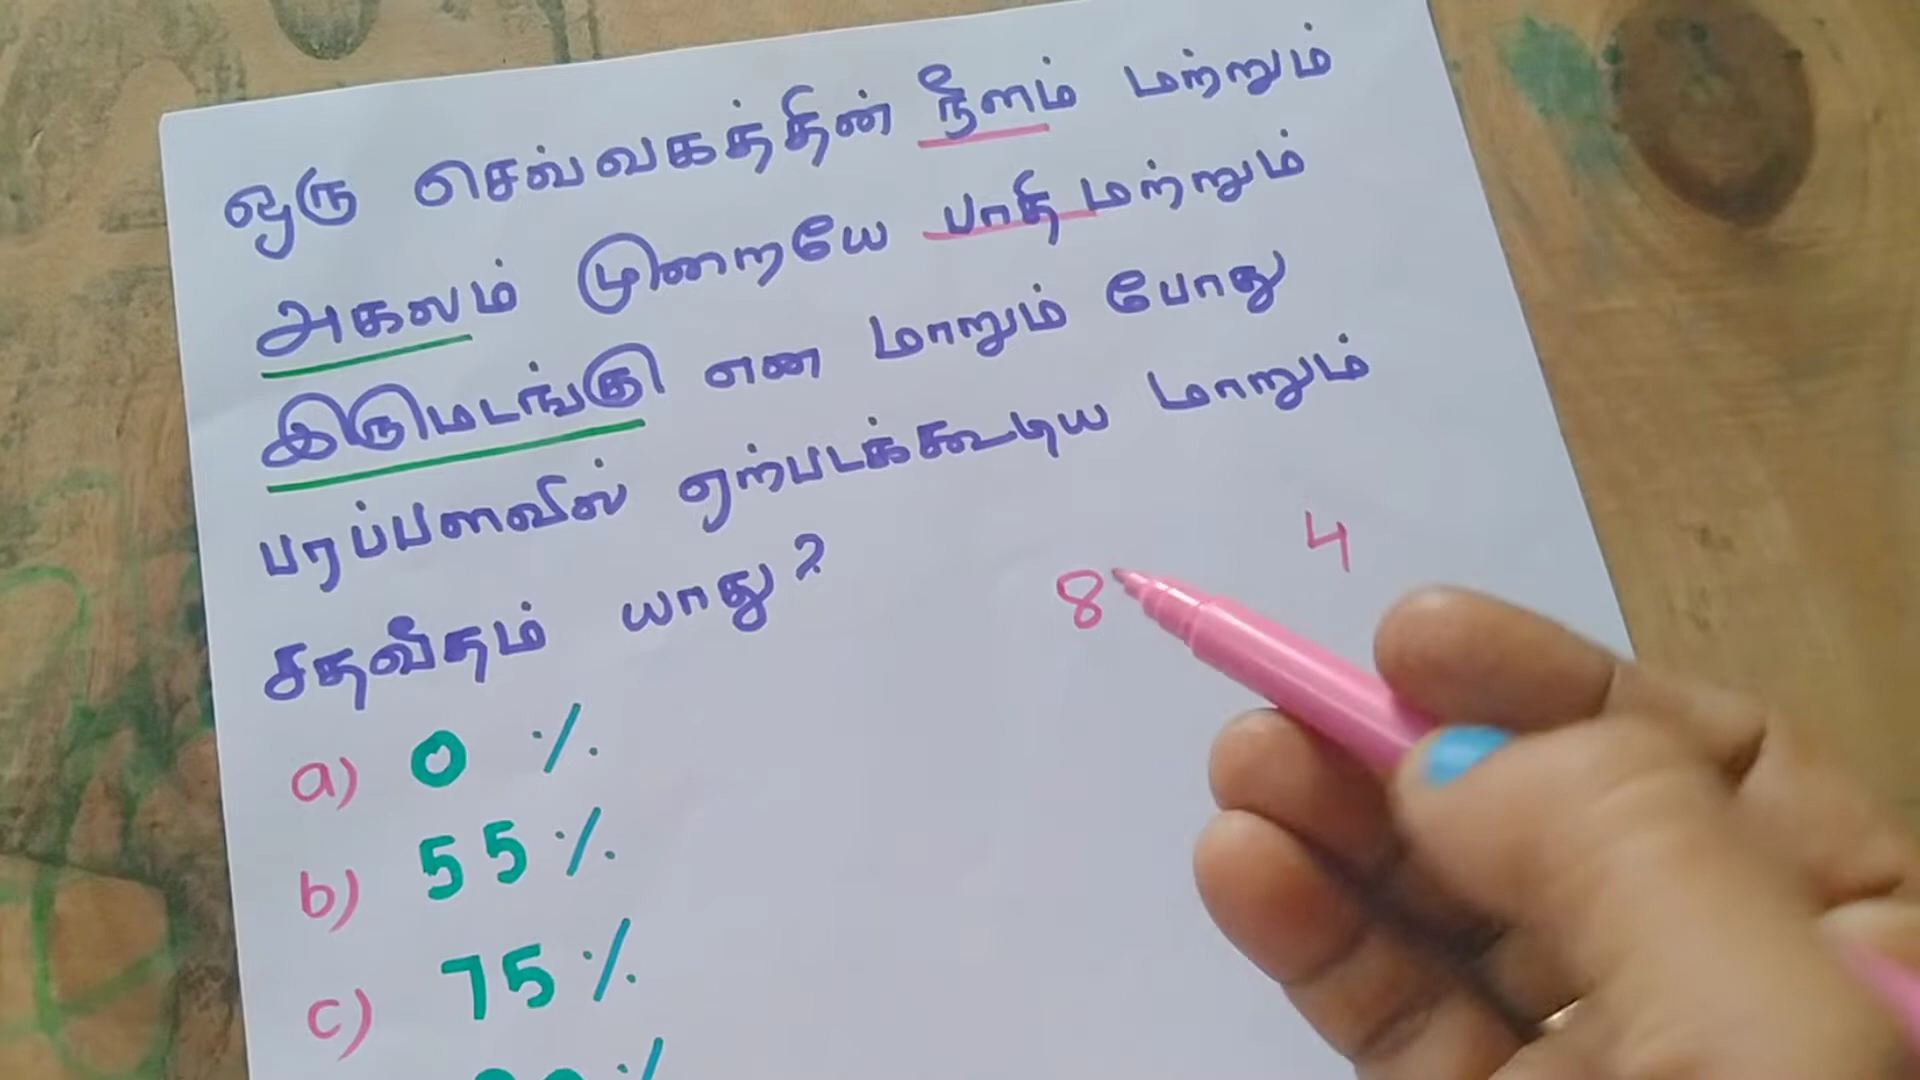 ஒரு செவ்வகத்தின் நீளம் மற்றும்
அகலம் முறையே பாதி மற்றும்
இருமடங்கு என மாறும் போது
பரப்பளவில் ஏற்படக்கூடிய மாறும்
சதவீதம் யாது?
8 4
a) 0 %
b) 55 %
c) 75 %
%